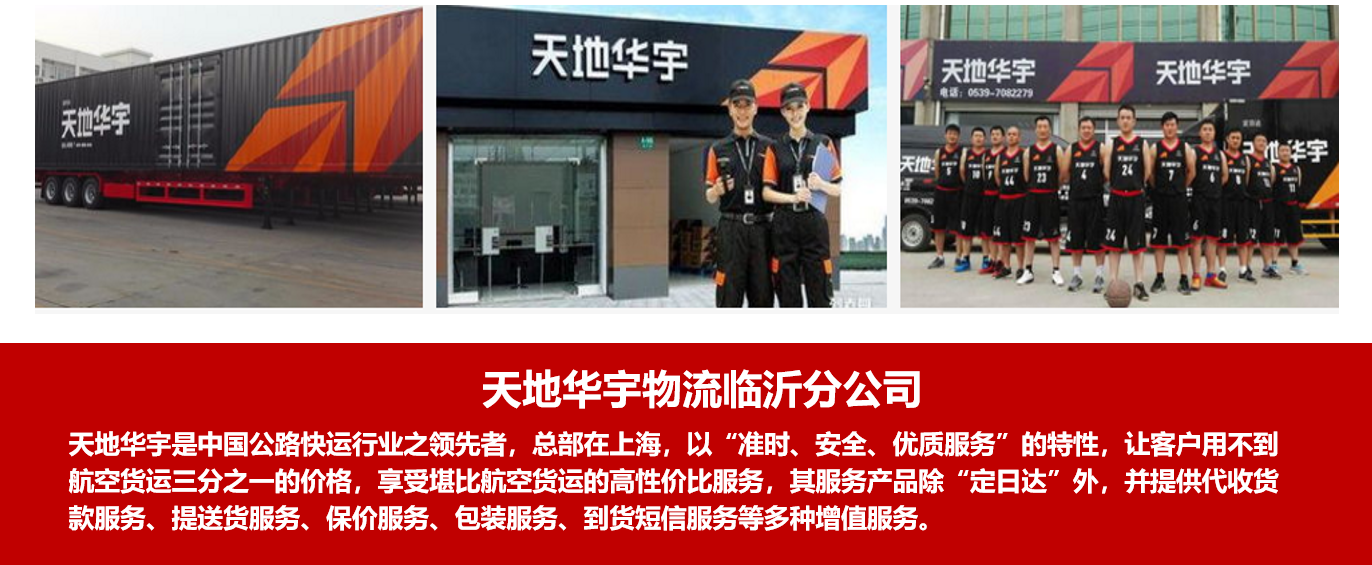 天地华宇
天地华宇
天地华宇
天地华宇
电话：0539-7082279
天地华宇
天地华宇物流临沂分公司
天地华宇是中国公路快运行业之领先者，总部在上海，以“准时、安全、优质服务”的特性，让客户用不到
航空货运三分之一的价格，享受堪比航空货运的高性价比服务，其服务产品除“定日达”外，并提供代收货
款服务、提送货服务、保价服务、包装服务、到货短信服务等多种增值服务。